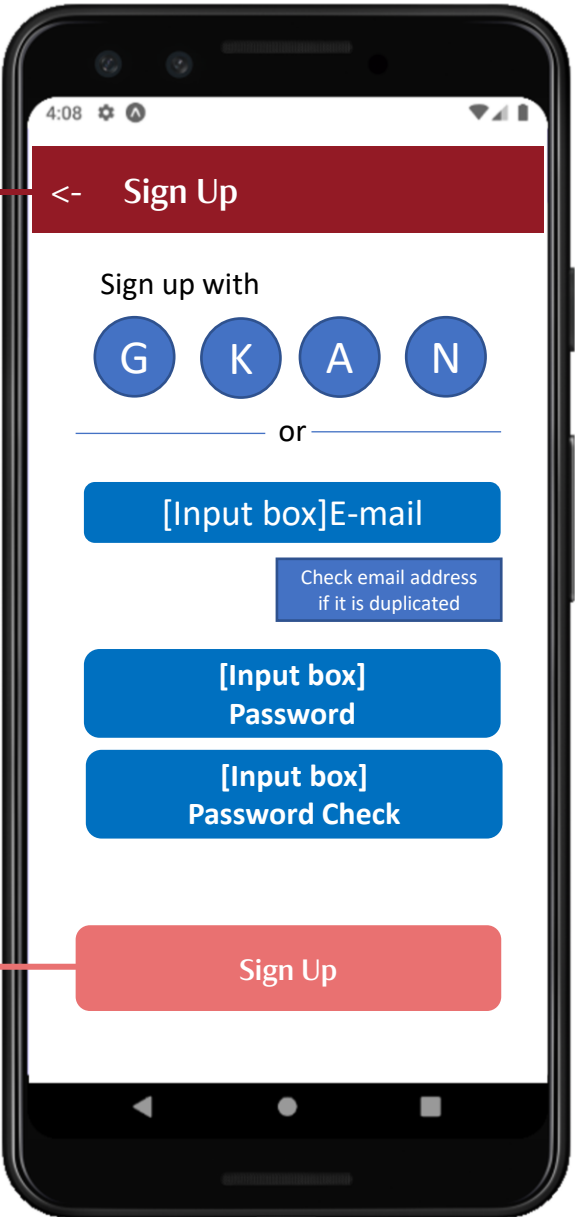 4:08
<- Sign Up
Sign up with
G K A N
or
[Input box]E-mail
Check email address
if it is duplicated
[Input box]
Password
[Input box]
Password Check
Sign Up